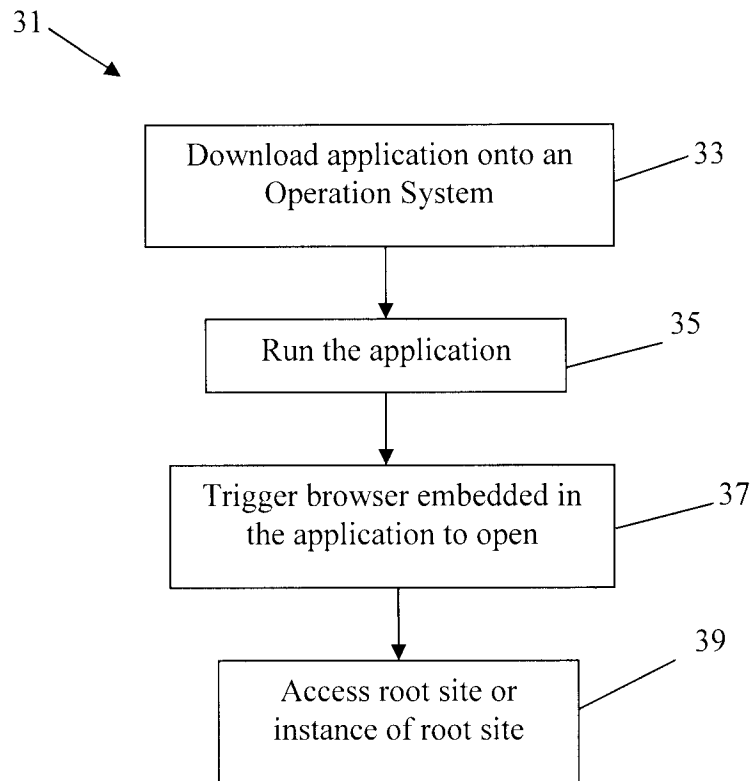 31
Download application onto an
Operation System
33
Run the application
35
Trigger browser embedded in
the application to open
37
Access root site or
instance of root site
39